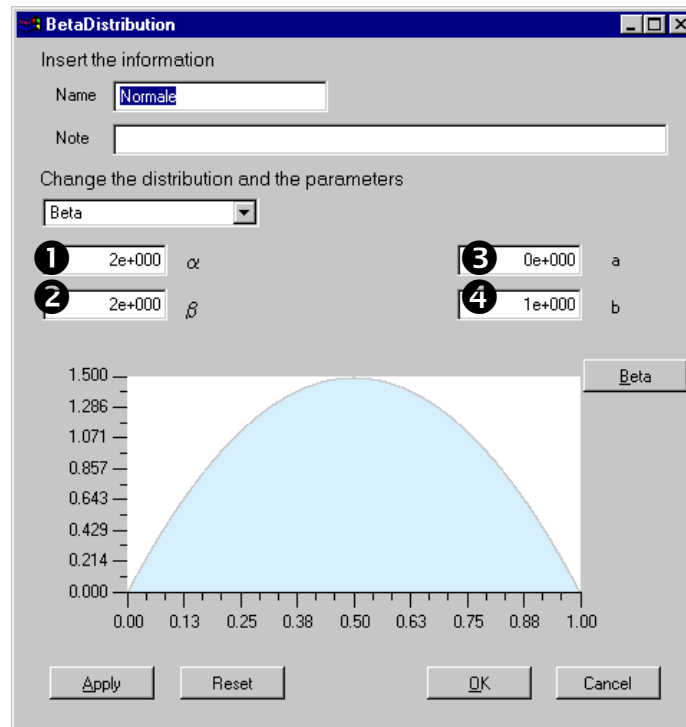 BetaDistribution
Insert the information
Name Normale
Note
Change the distribution and the parameters
Beta
❶ 2e+000 α ❸ 0e+000 a
❷ 2e+000 β ❹ 1e+000 b
Beta
1.500
1.286
1.071
0.857
0.643
0.429
0.214
0.000
0.00 0.13 0.25 0.38 0.50 0.63 0.75 0.88 1.00
Apply Reset OK Cancel